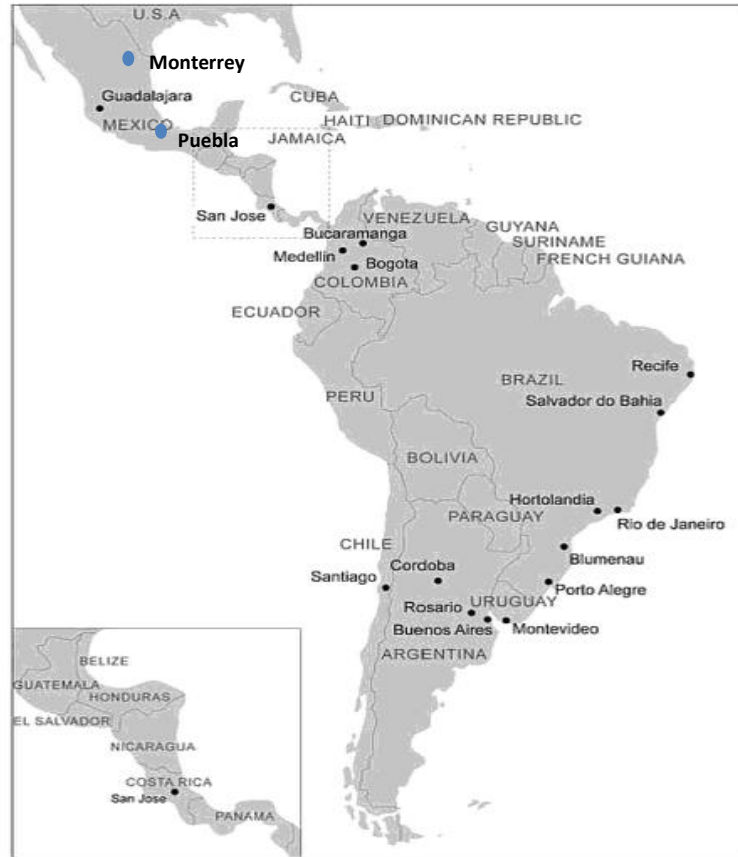 U.S.A
Monterrey
Guadalajara
CUBA
MEXICO
HAITI DOMINICAN REPUBLIC
Puebla
JAMAICA
San Jose
VENEZUELA
GUYANA
Bucaramanga
SURINAME
Medellin
FRENCH GUIANA
Bogota
COLOMBIA
ECUADOR
Recife
BRAZIL
PERU
Salvador do Bahia
BOLIVIA
Hortolandia
PARAGUAY
Rio de Janeiro
CHILE
Blumenau
Cordoba
Santiago
Porto Alegre
URUGUAY
Rosario
Buenos Aires
Montevideo
ARGENTINA
BELIZE
GUATEMALA
HONDURAS
EL SALVADOR
NICARAGUA
COSTA RICA
San Jose
PANAMA